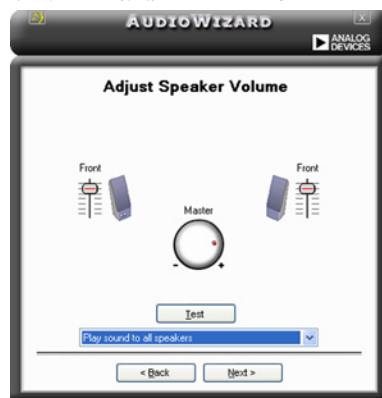 AUDIOWIZARD
ANALOG
DEVICES
Adjust Speaker Volume
Front
Front
Master
- +
Test
Play sound to all speakers
< Back
Next >